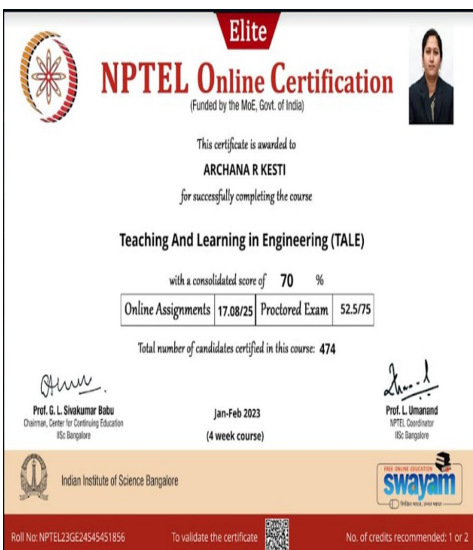 Elite
NPTEL Online Certification
(Funded by the MoE, Govt. of India)
This certificate is awarded to
ARCHANA R KESTI
for successfully completing the course
Teaching And Learning in Engineering (TALE)
with a consolidated score of 70 %
Online Assignments 17.08/25 Proctored Exam 52.5/75
Total number of candidates certified in this course: 474
Prof. G. L. Sivakumar Babu
Chairman, Center for Continuing Education
IISc Bangalore
Jan-Feb 2023
(4 week course)
Prof. L. Umanand
NPTEL Coordinator
IISc Bangalore
Indian Institute of Science Bangalore
FREE ONLINE EDUCATION
swayam
Roll No: NPTEL23GE24S45451856
To validate the certificate
No. of credits recommended: 1 or 2